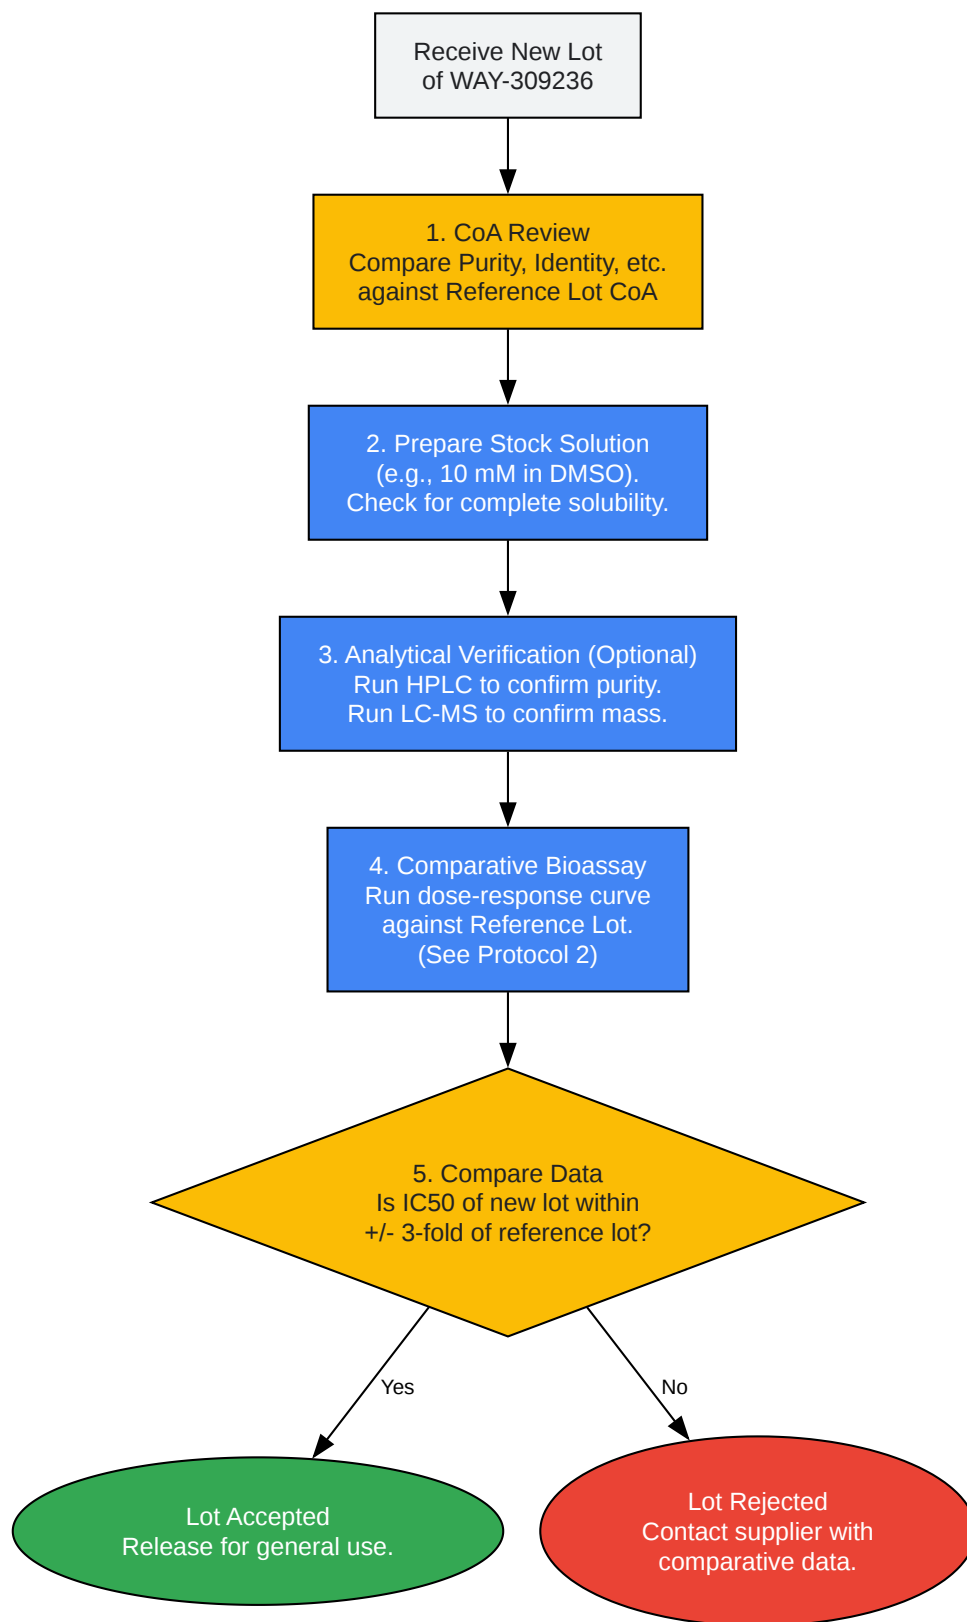 Receive New Lot
of WAY-309236
1. CoA Review
Compare Purity, Identity, etc.
against Reference Lot CoA
2. Prepare Stock Solution
(e.g., 10 mM in DMSO).
Check for complete solubility.
3. Analytical Verification (Optional)
Run HPLC to confirm purity.
Run LC-MS to confirm mass.
4. Comparative Bioassay
Run dose-response curve
against Reference Lot.
(See Protocol 2)
5. Compare Data
Is IC50 of new lot within
+/- 3-fold of reference lot?
Yes
No
Lot Accepted
Release for general use.
Lot Rejected
Contact supplier with
comparative data.